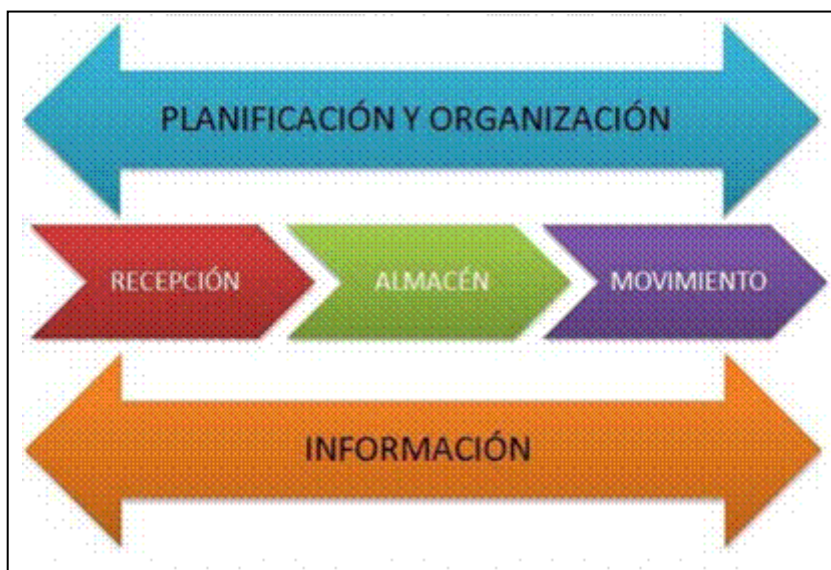 PLANIFICACIÓN Y ORGANIZACIÓN
RECEPCIÓN
ALMACÉN
MOVIMIENTO
INFORMACIÓN